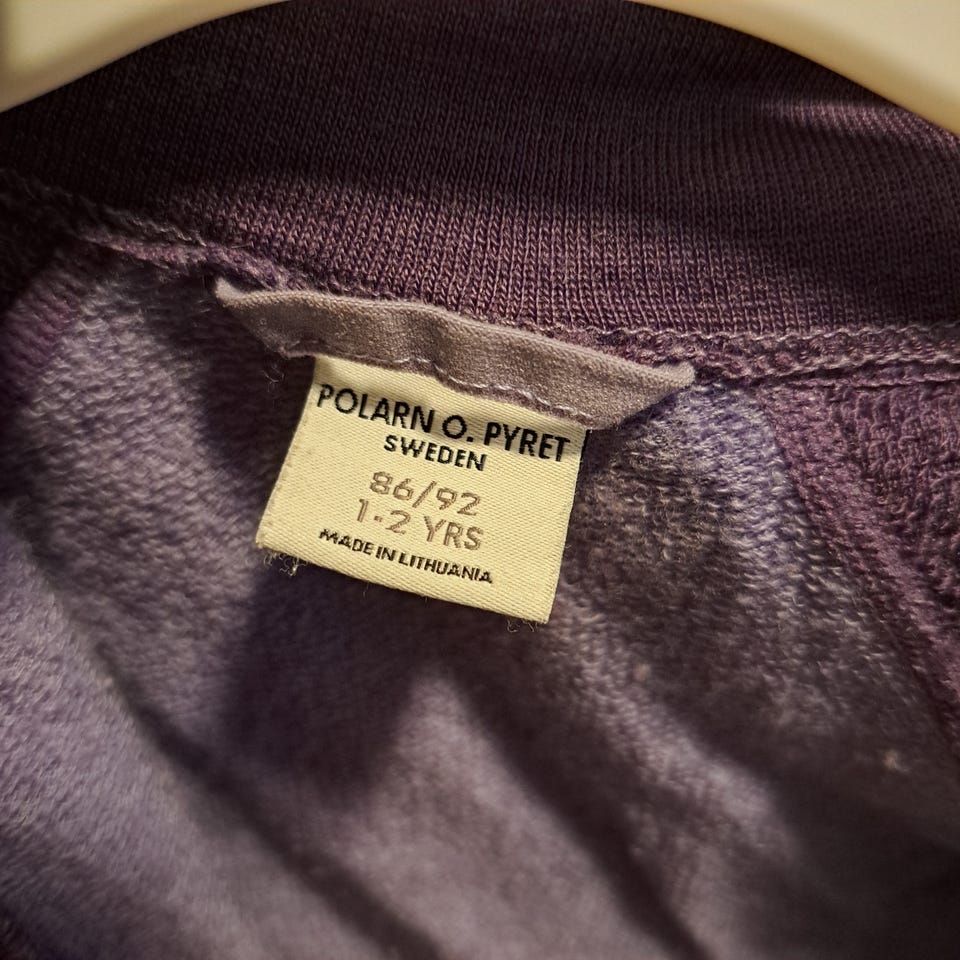 POLARN O. PYRET
SWEDEN
86/92
1-2 YRS
MADE IN LITHUANIA